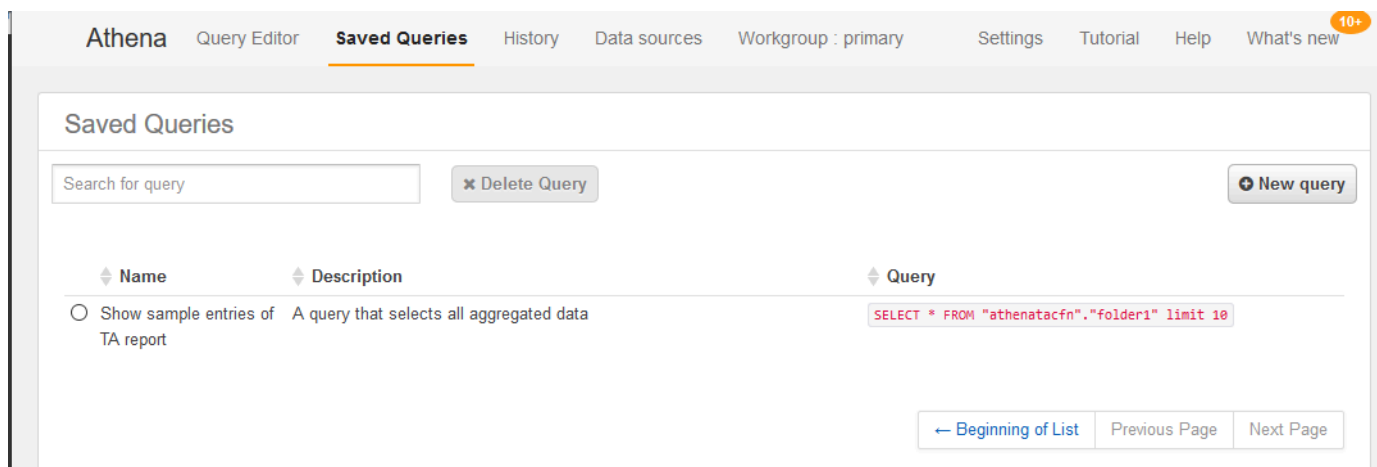 10+
Athena Query Editor Saved Queries History Data sources Workgroup : primary Settings Tutorial Help What's new
Saved Queries
Search for query Delete Query New query
Name Description Query
Show sample entries of A query that selects all aggregated data SELECT * FROM "athenatacfn"."folder1" limit 10
TA report
← Beginning of List Previous Page Next Page